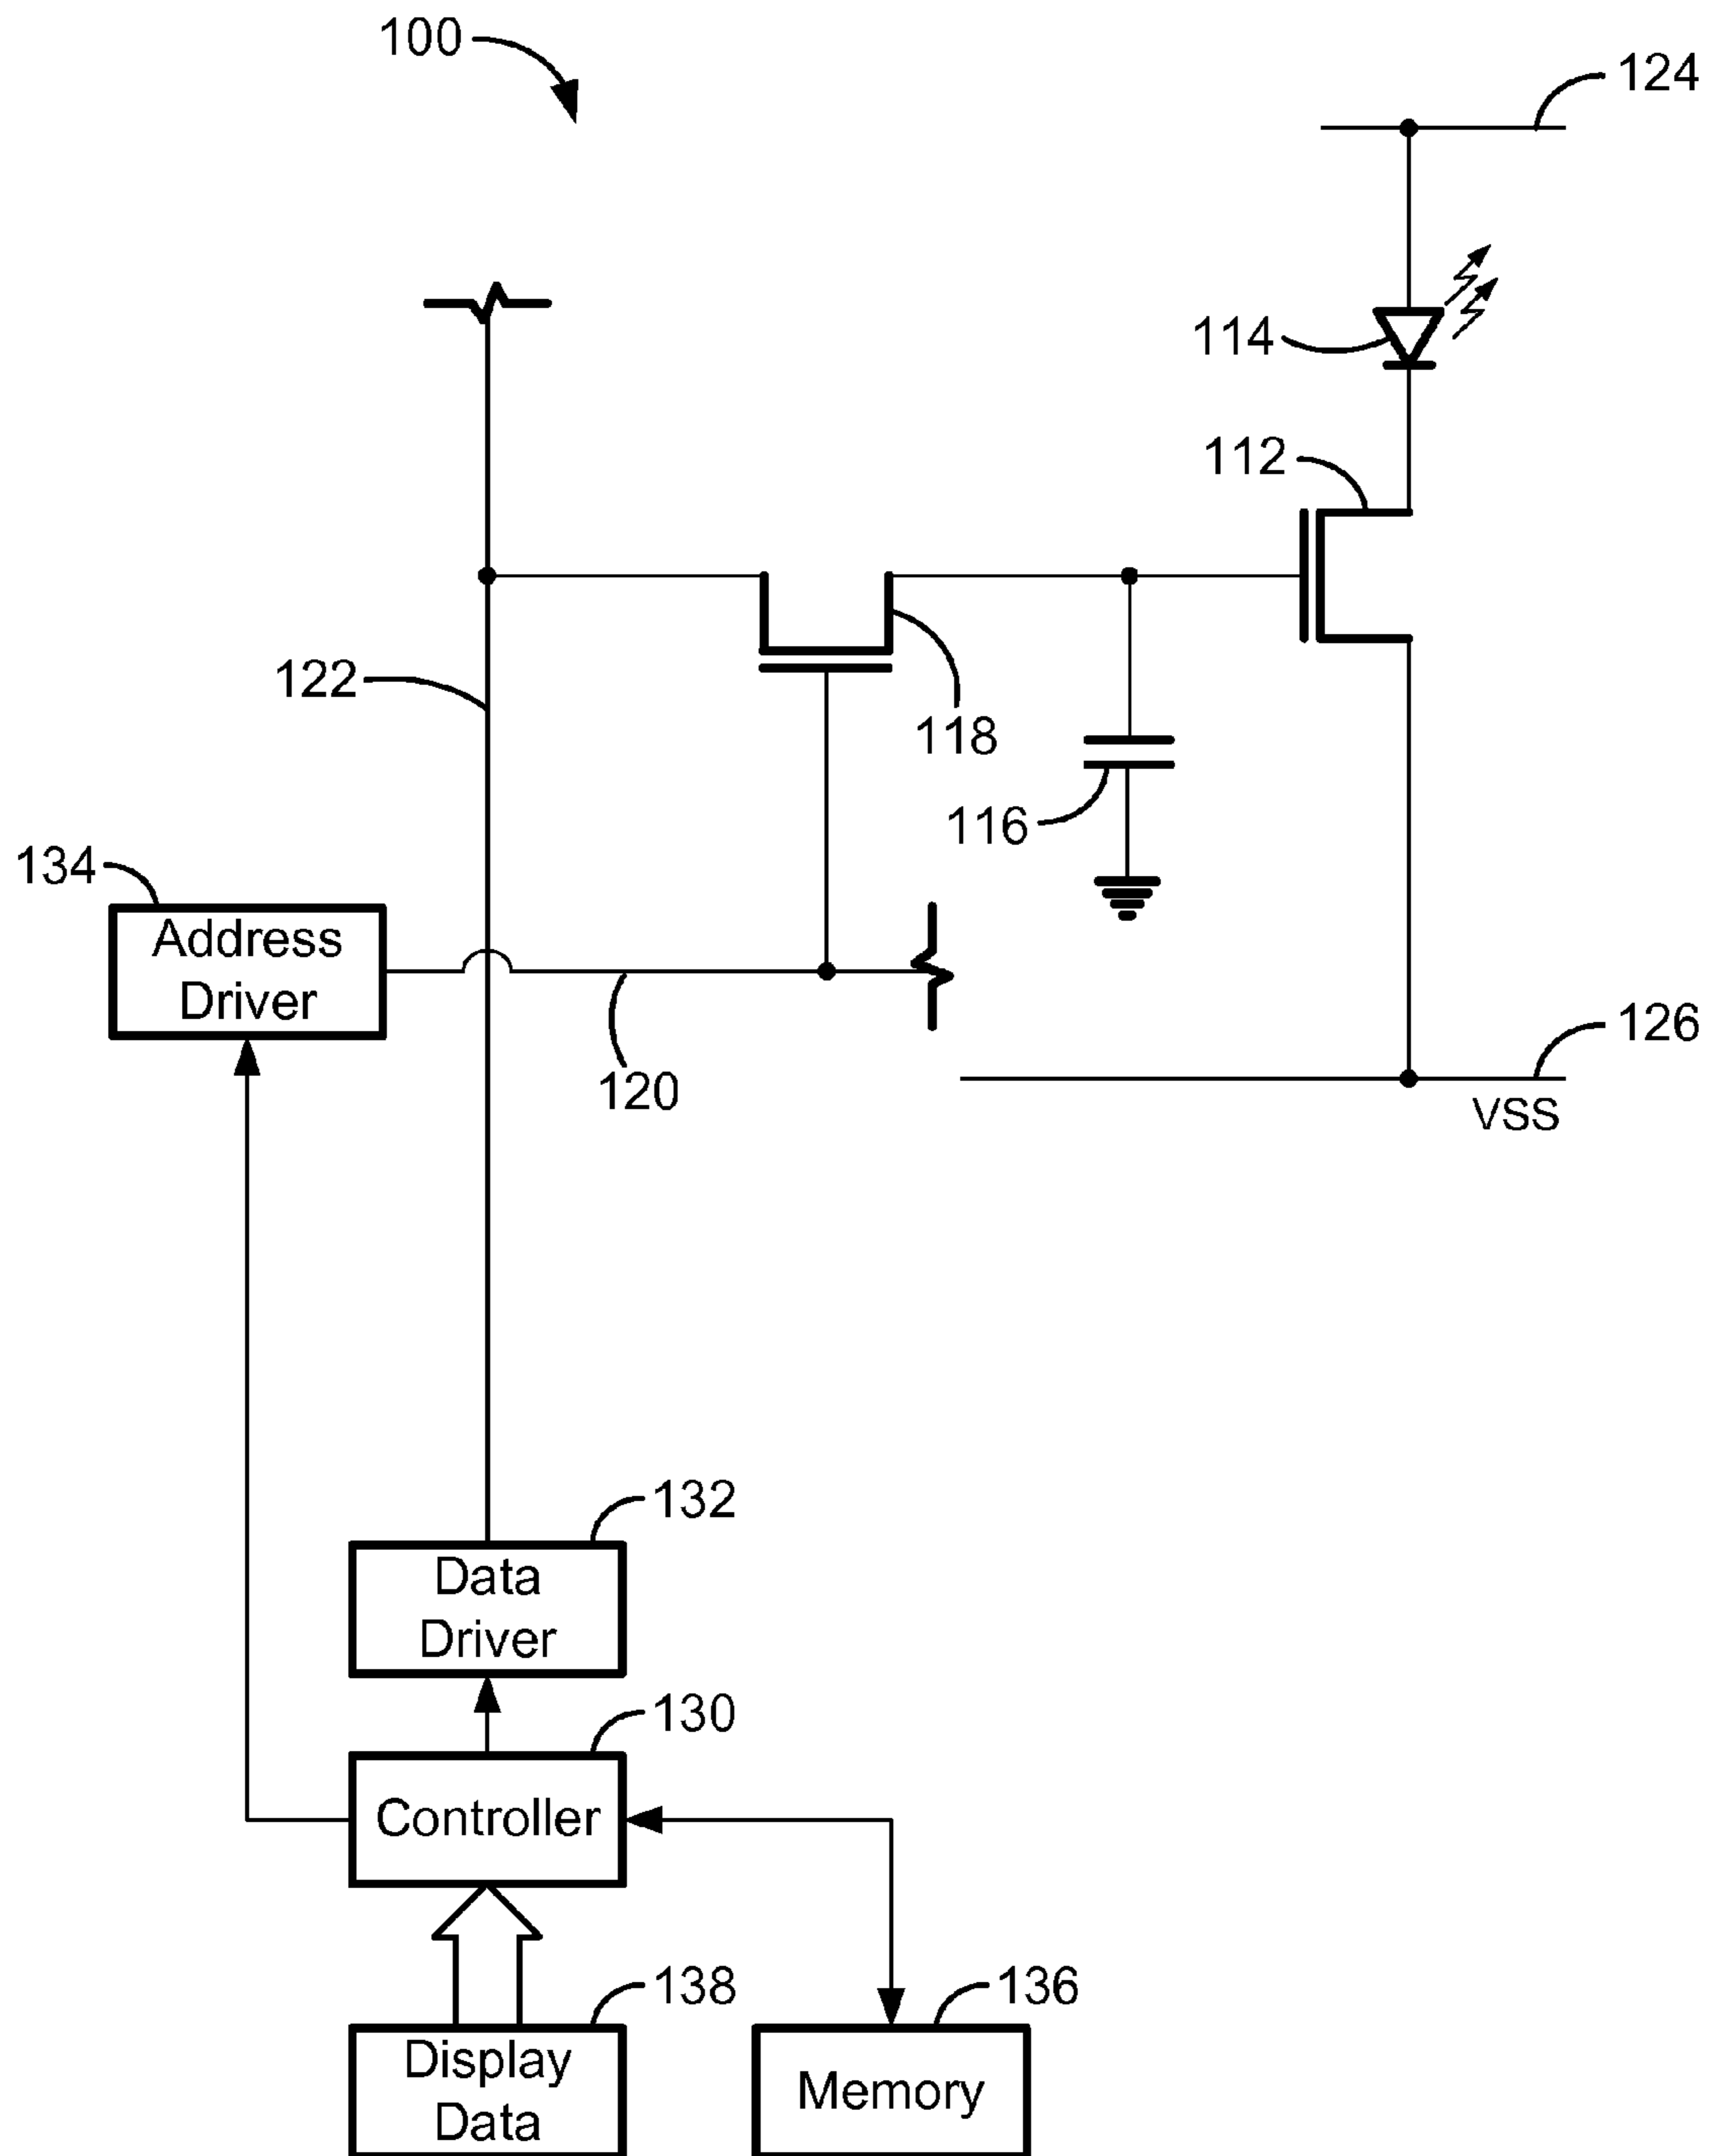 100
124
114
112
122
118
116
134
Address
Driver
120
126
VSS
132
Data
Driver
130
Controller
138
136
Display
Data
Memory